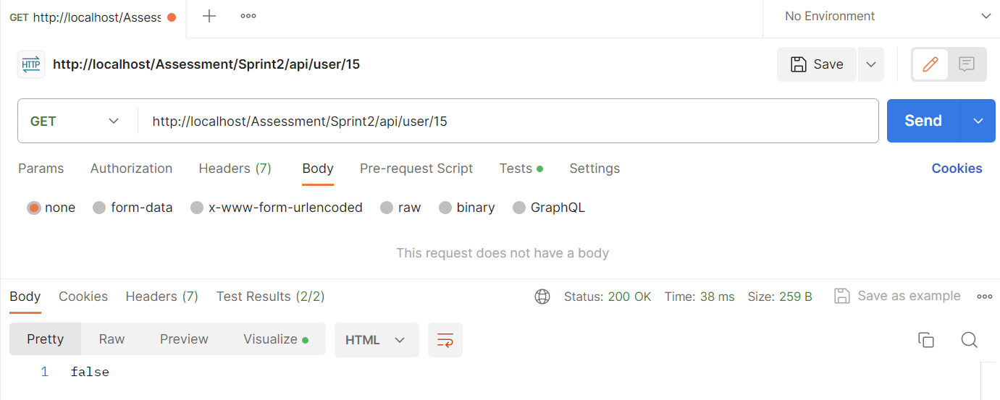 GET http://localhost/Assess No Environment
HTTP http://localhost/Assessment/Sprint2/api/user/15 Save
GET http://localhost/Assessment/Sprint2/api/user/15 Send
Params Authorization Headers (7) Body Pre-request Script Tests Settings Cookies
none form-data x-www-form-urlencoded raw binary GraphQL
This request does not have a body
Body Cookies Headers (7) Test Results (2/2) Status: 200 OK Time: 38 ms Size: 259 B Save as example
Pretty Raw Preview Visualize HTML
1 false